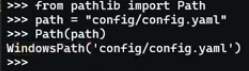 >>> from pathlib import Path
>>> path = "config/config.yaml"
>>> Path(path)
WindowsPath('config/config.yaml')
>>>